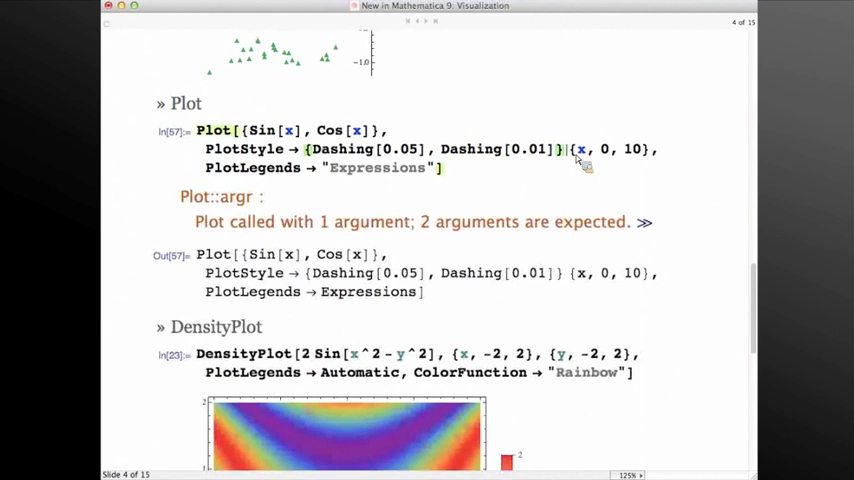 New in Mathematica 9: Visualization
4 of 15
-1.0
» Plot
In[57]:= Plot[{Sin[x], Cos[x]},
PlotStyle → {Dashing[0.05], Dashing[0.01]} {x, 0, 10},
PlotLegends → "Expressions"]
Plot::argr :
Plot called with 1 argument; 2 arguments are expected. ≫
Out[57]= Plot[{Sin[x], Cos[x]},
PlotStyle → {Dashing[0.05], Dashing[0.01]} {x, 0, 10},
PlotLegends → Expressions]
» DensityPlot
In[23]:= DensityPlot[2 Sin[x^2 - y^2], {x, -2, 2}, {y, -2, 2},
PlotLegends → Automatic, ColorFunction → "Rainbow"]
2
2
1
Slide 4 of 15
125%